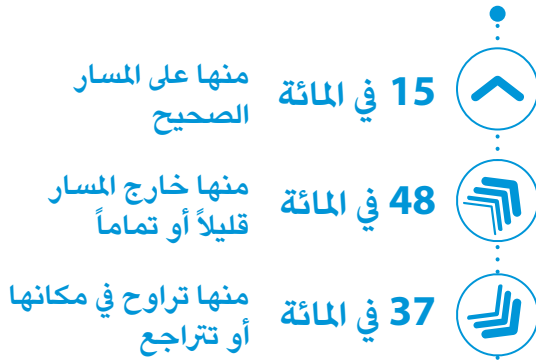 15 في المائة
منها على المسار
الصحيح
48 في المائة
منها خارج المسار
قليلاً أو تماماً
37 في المائة
منها تراوح في مكانها
أو تتراجع